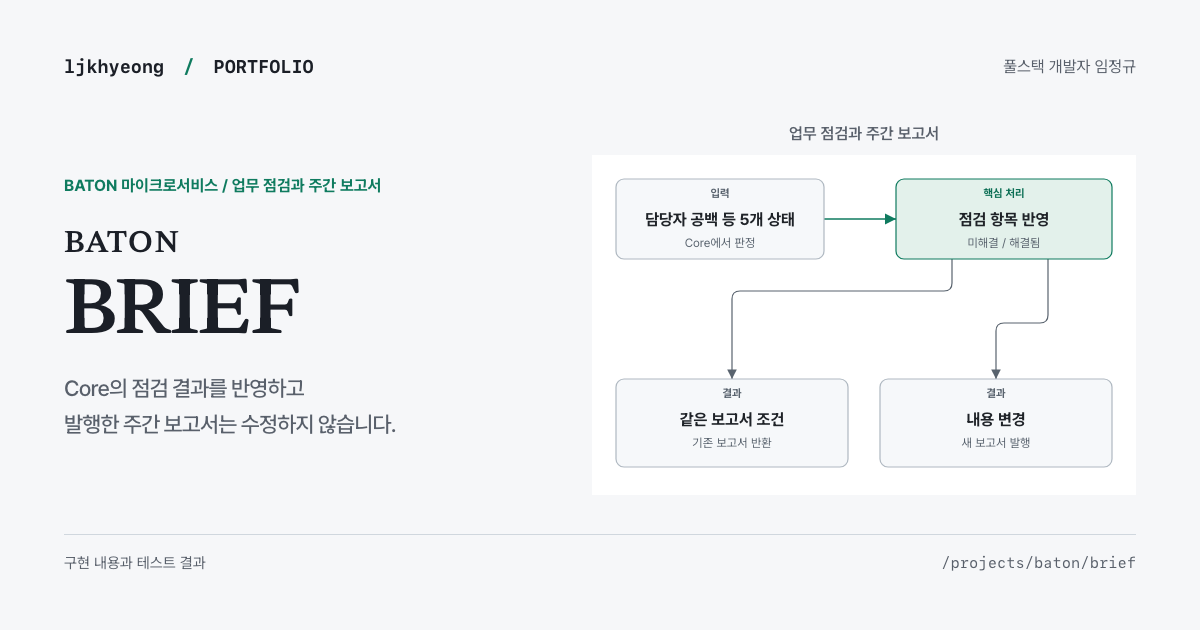 ljkhyeong / PORTFOLIO
풀스택 개발자 임정규
BATON 마이크로서비스 / 업무 점검과 주간 보고서
BATON
BRIEF
Core의 점검 결과를 반영하고
발행한 주간 보고서는 수정하지 않습니다.
업무 점검과 주간 보고서
입력
담당자 공백 등 5개 상태
Core에서 판정
핵심 처리
점검 항목 반영
미해결 / 해결됨
결과
같은 보고서 조건
기존 보고서 반환
결과
내용 변경
새 보고서 발행
구현 내용과 테스트 결과
/projects/baton/brief